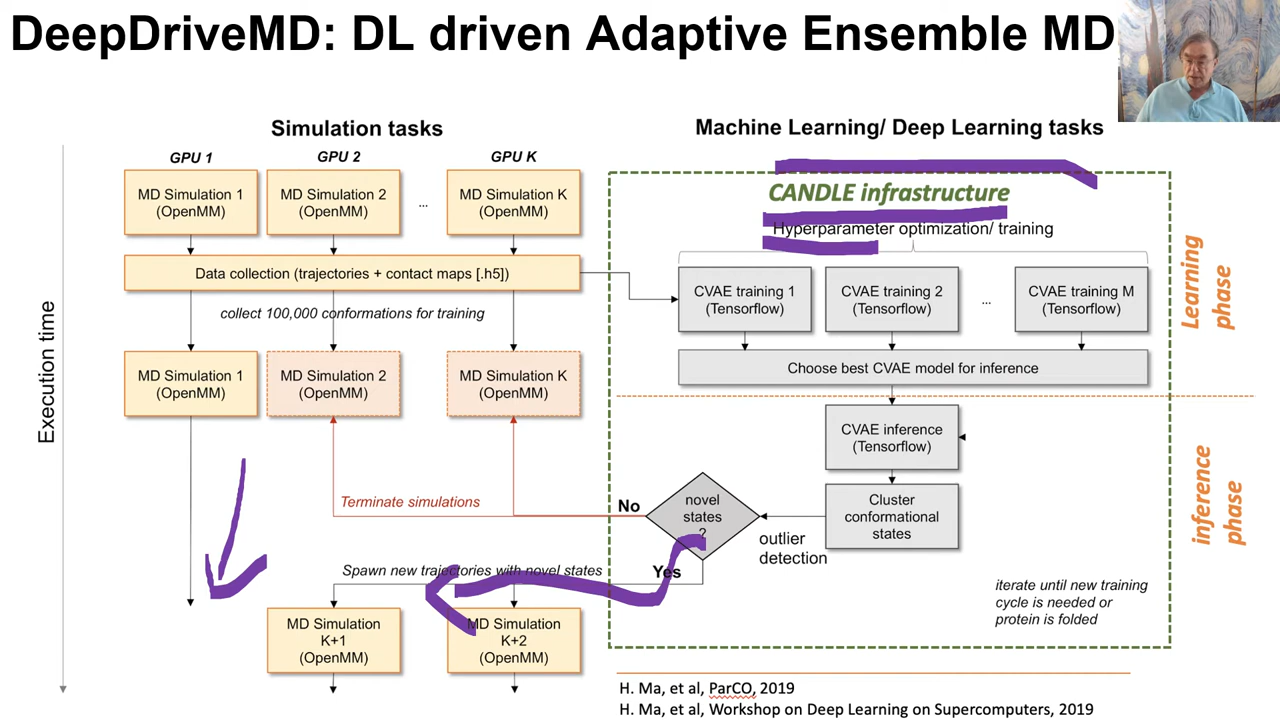 DeepDriveMD: DL driven Adaptive Ensemble MD
Simulation tasks
Machine Learning/ Deep Learning tasks
GPU 1
GPU 2
GPU K
MD Simulation 1
(OpenMM)
MD Simulation 2
(OpenMM)
...
MD Simulation K
(OpenMM)
CANDLE infrastructure
Hyperparameter optimization/ training
Data collection (trajectories + contact maps [.h5])
collect 100,000 conformations for training
CVAE training 1
(Tensorflow)
CVAE training 2
(Tensorflow)
...
CVAE training M
(Tensorflow)
Learning
phase
Execution time
MD Simulation 1
(OpenMM)
MD Simulation 2
(OpenMM)
MD Simulation K
(OpenMM)
Choose best CVAE model for inference
CVAE inference
(Tensorflow)
Cluster
conformational
states
inference
phase
Terminate simulations
No
novel
states
?
outlier
detection
Yes
Spawn new trajectories with novel states
MD Simulation
K+1
(OpenMM)
MD Simulation
K+2
(OpenMM)
iterate until new training
cycle is needed or
protein is folded
H. Ma, et al, ParCO, 2019
H. Ma, et al, Workshop on Deep Learning on Supercomputers, 2019